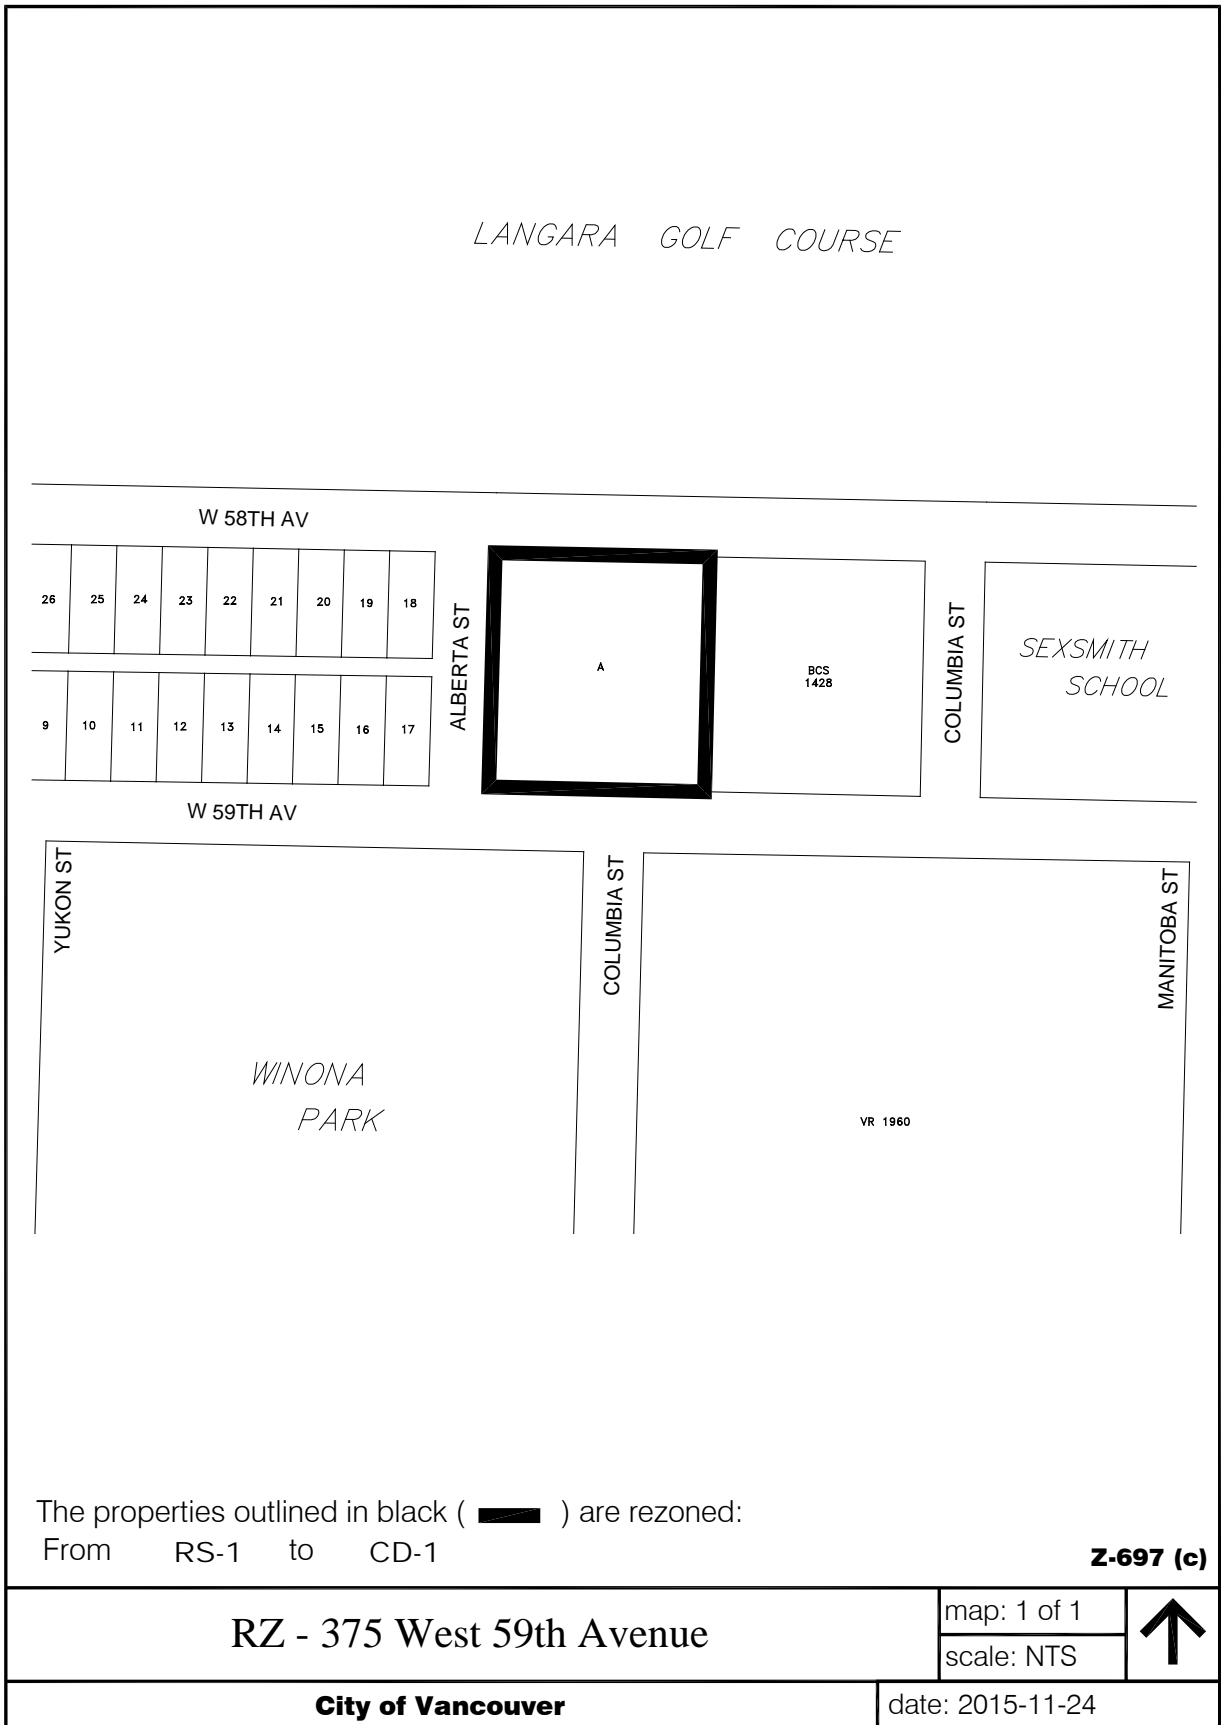 LANGARA GOLF COURSE
W 58TH AV
26 25 24 23 22 21 20 19 18
ALBERTA ST
A
BCS
1428
COLUMBIA ST
SEXSMITH
SCHOOL
9 10 11 12 13 14 15 16 17
W 59TH AV
YUKON ST
COLUMBIA ST
MANITOBA ST
WINONA
PARK
VR 1960
The properties outlined in black ( ) are rezoned:
From RS-1 to CD-1
Z-697 (c)
RZ - 375 West 59th Avenue
map: 1 of 1
scale: NTS
City of Vancouver
date: 2015-11-24